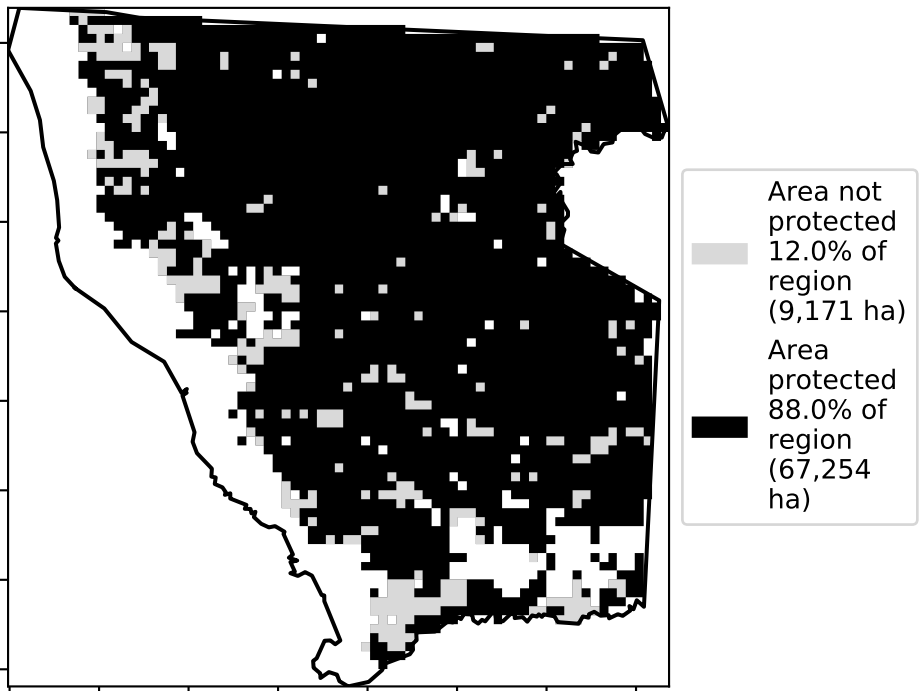 Area not
protected
12.0% of
region
(9,171 ha)
Area
protected
88.0% of
region
(67,254
ha)